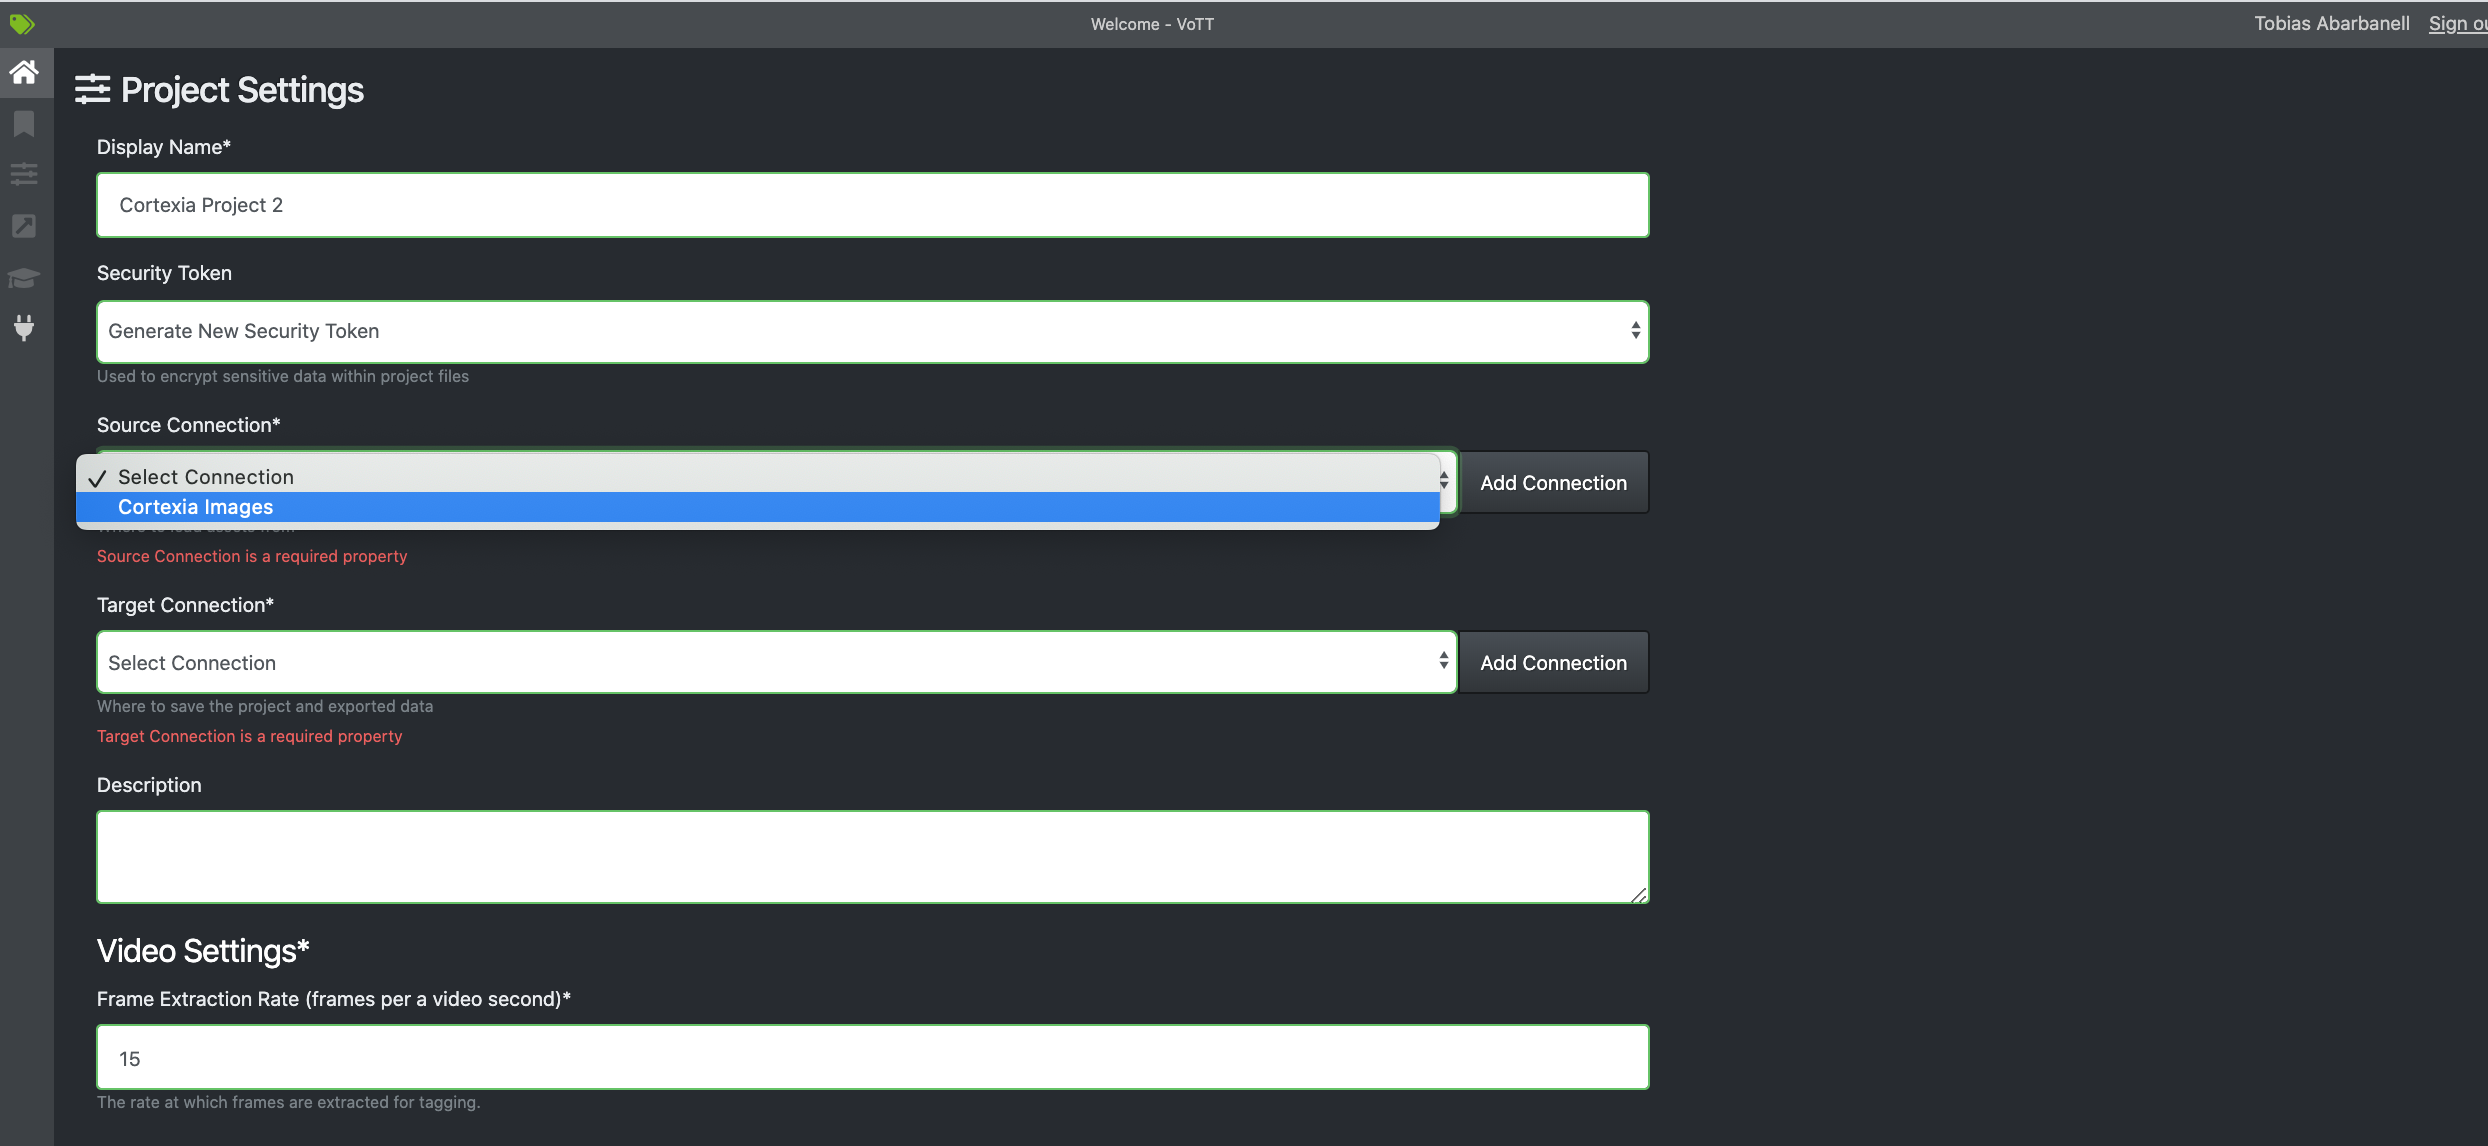 Welcome - VoTT
Tobias Abarbanell Sign ou
Project Settings
Display Name*
Cortexia Project 2
Security Token
Generate New Security Token
Used to encrypt sensitive data within project files
Source Connection*
Select Connection
Cortexia Images
Add Connection
Source Connection is a required property
Target Connection*
Select Connection
Add Connection
Where to save the project and exported data
Target Connection is a required property
Description
Video Settings*
Frame Extraction Rate (frames per a video second)*
15
The rate at which frames are extracted for tagging.